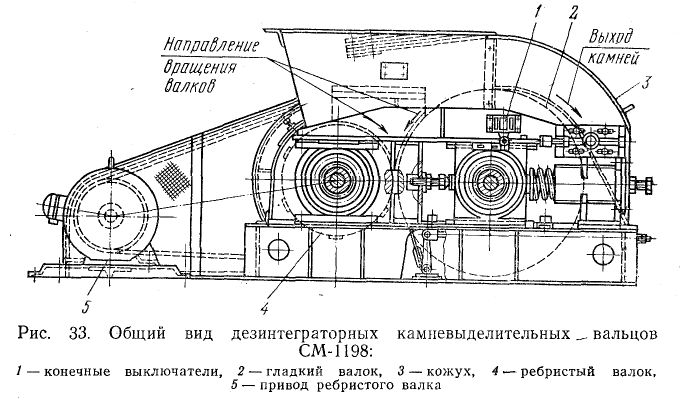 1
2
Направление
вращения
валков
Выход
камней
3
5
4
Рис. 33. Общий вид дезинтеграторных камневыделительных вальцов
СМ-1198:
1 — конечные выключатели, 2 — гладкий валок, 3 — кожух, 4 — ребристый валок,
5 — привод ребристого валка